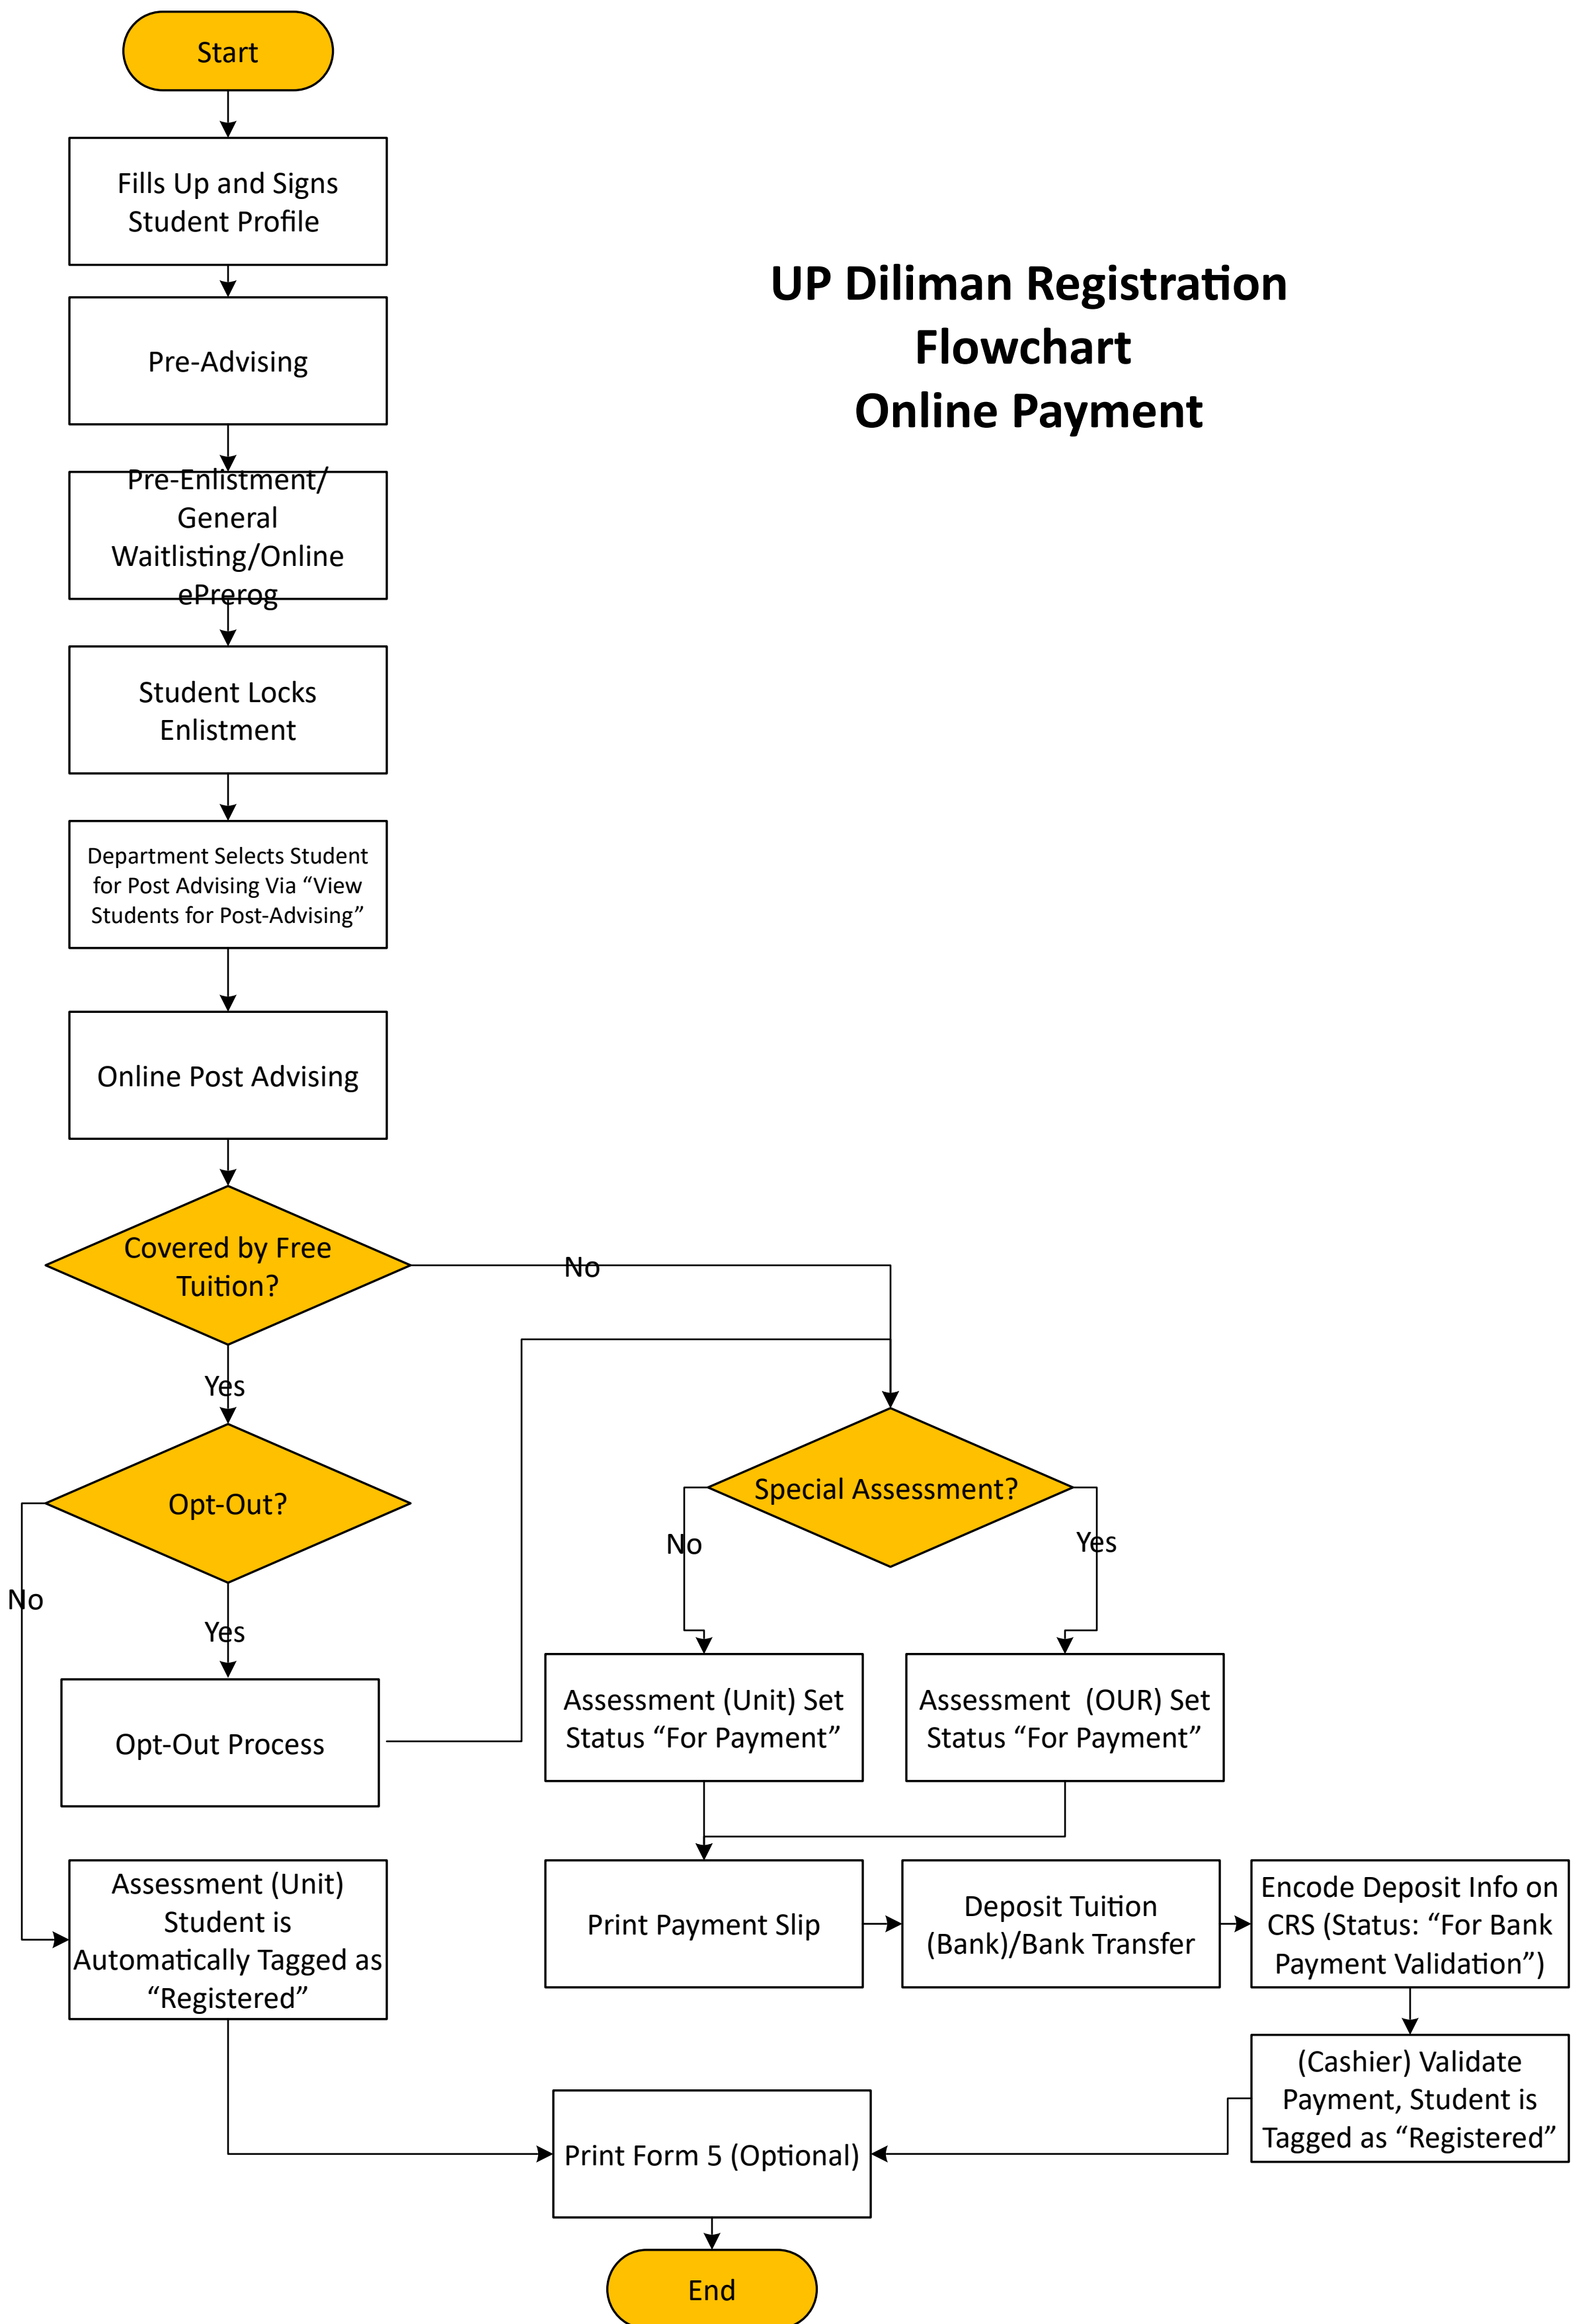 Start
Fills Up and Signs
Student Profile
UP Diliman Registration
Flowchart
Online Payment
Pre-Advising
Pre-Enlistment/
General
Waitlisting/Online
ePrerog
Student Locks
Enlistment
Department Selects Student
for Post Advising Via “View
Students for Post-Advising”
Online Post Advising
Covered by Free
Tuition?
No
Yes
Opt-Out?
Special Assessment?
No
Yes
No
Yes
Opt-Out Process
Assessment (Unit) Set
Status “For Payment”
Assessment (OUR) Set
Status “For Payment”
Assessment (Unit)
Student is
Automatically Tagged as
“Registered”
Print Payment Slip
Deposit Tuition
(Bank)/Bank Transfer
Encode Deposit Info on
CRS (Status: “For Bank
Payment Validation”)
(Cashier) Validate
Payment, Student is
Tagged as “Registered”
Print Form 5 (Optional)
End